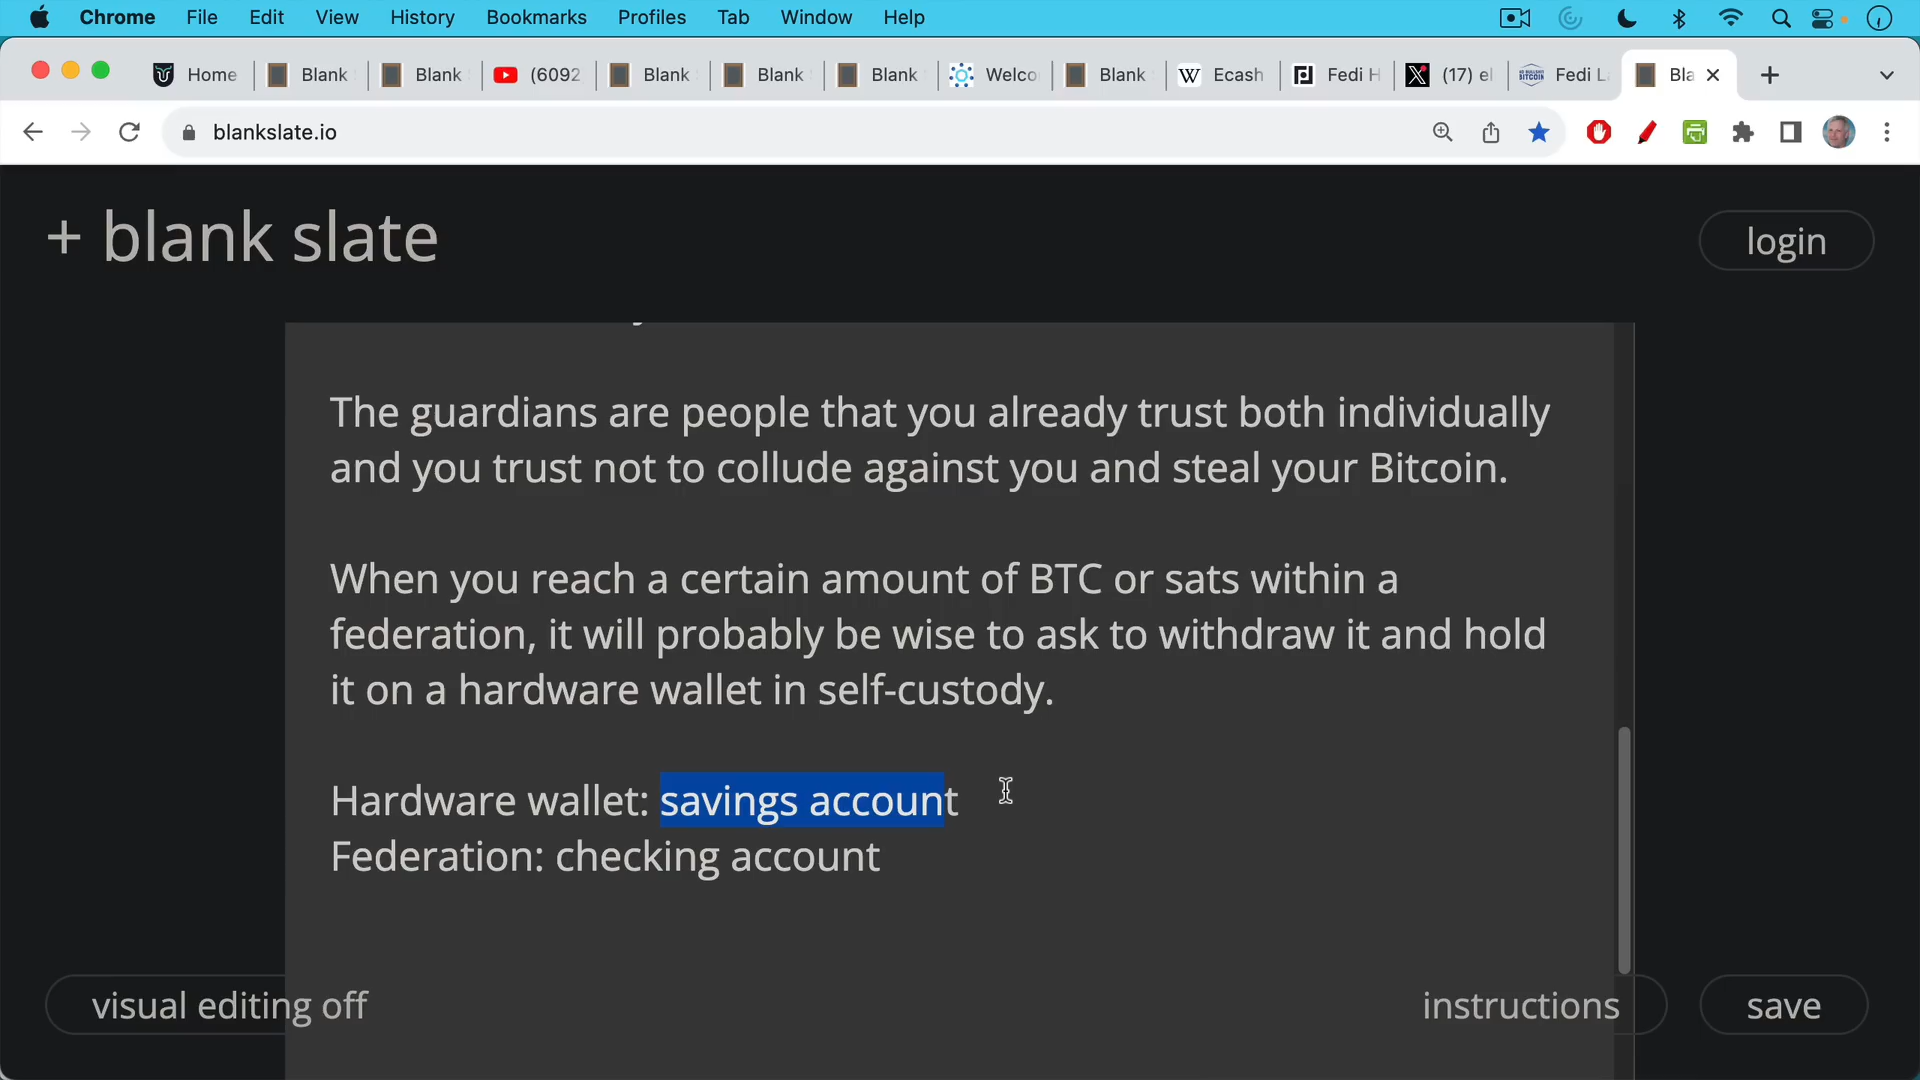 Chrome File Edit View History Bookmarks Profiles Tab Window Help
Home Blank Blank (6092 Blank Blank Blank Welco Blank W Ecash Fedi H X (17) el Fedi L Bla
blankslate.io
+ blank slate
login
The guardians are people that you already trust both individually
and you trust not to collude against you and steal your Bitcoin.
When you reach a certain amount of BTC or sats within a
federation, it will probably be wise to ask to withdraw it and hold
it on a hardware wallet in self-custody.
Hardware wallet: savings account
Federation: checking account
visual editing off
instructions
save